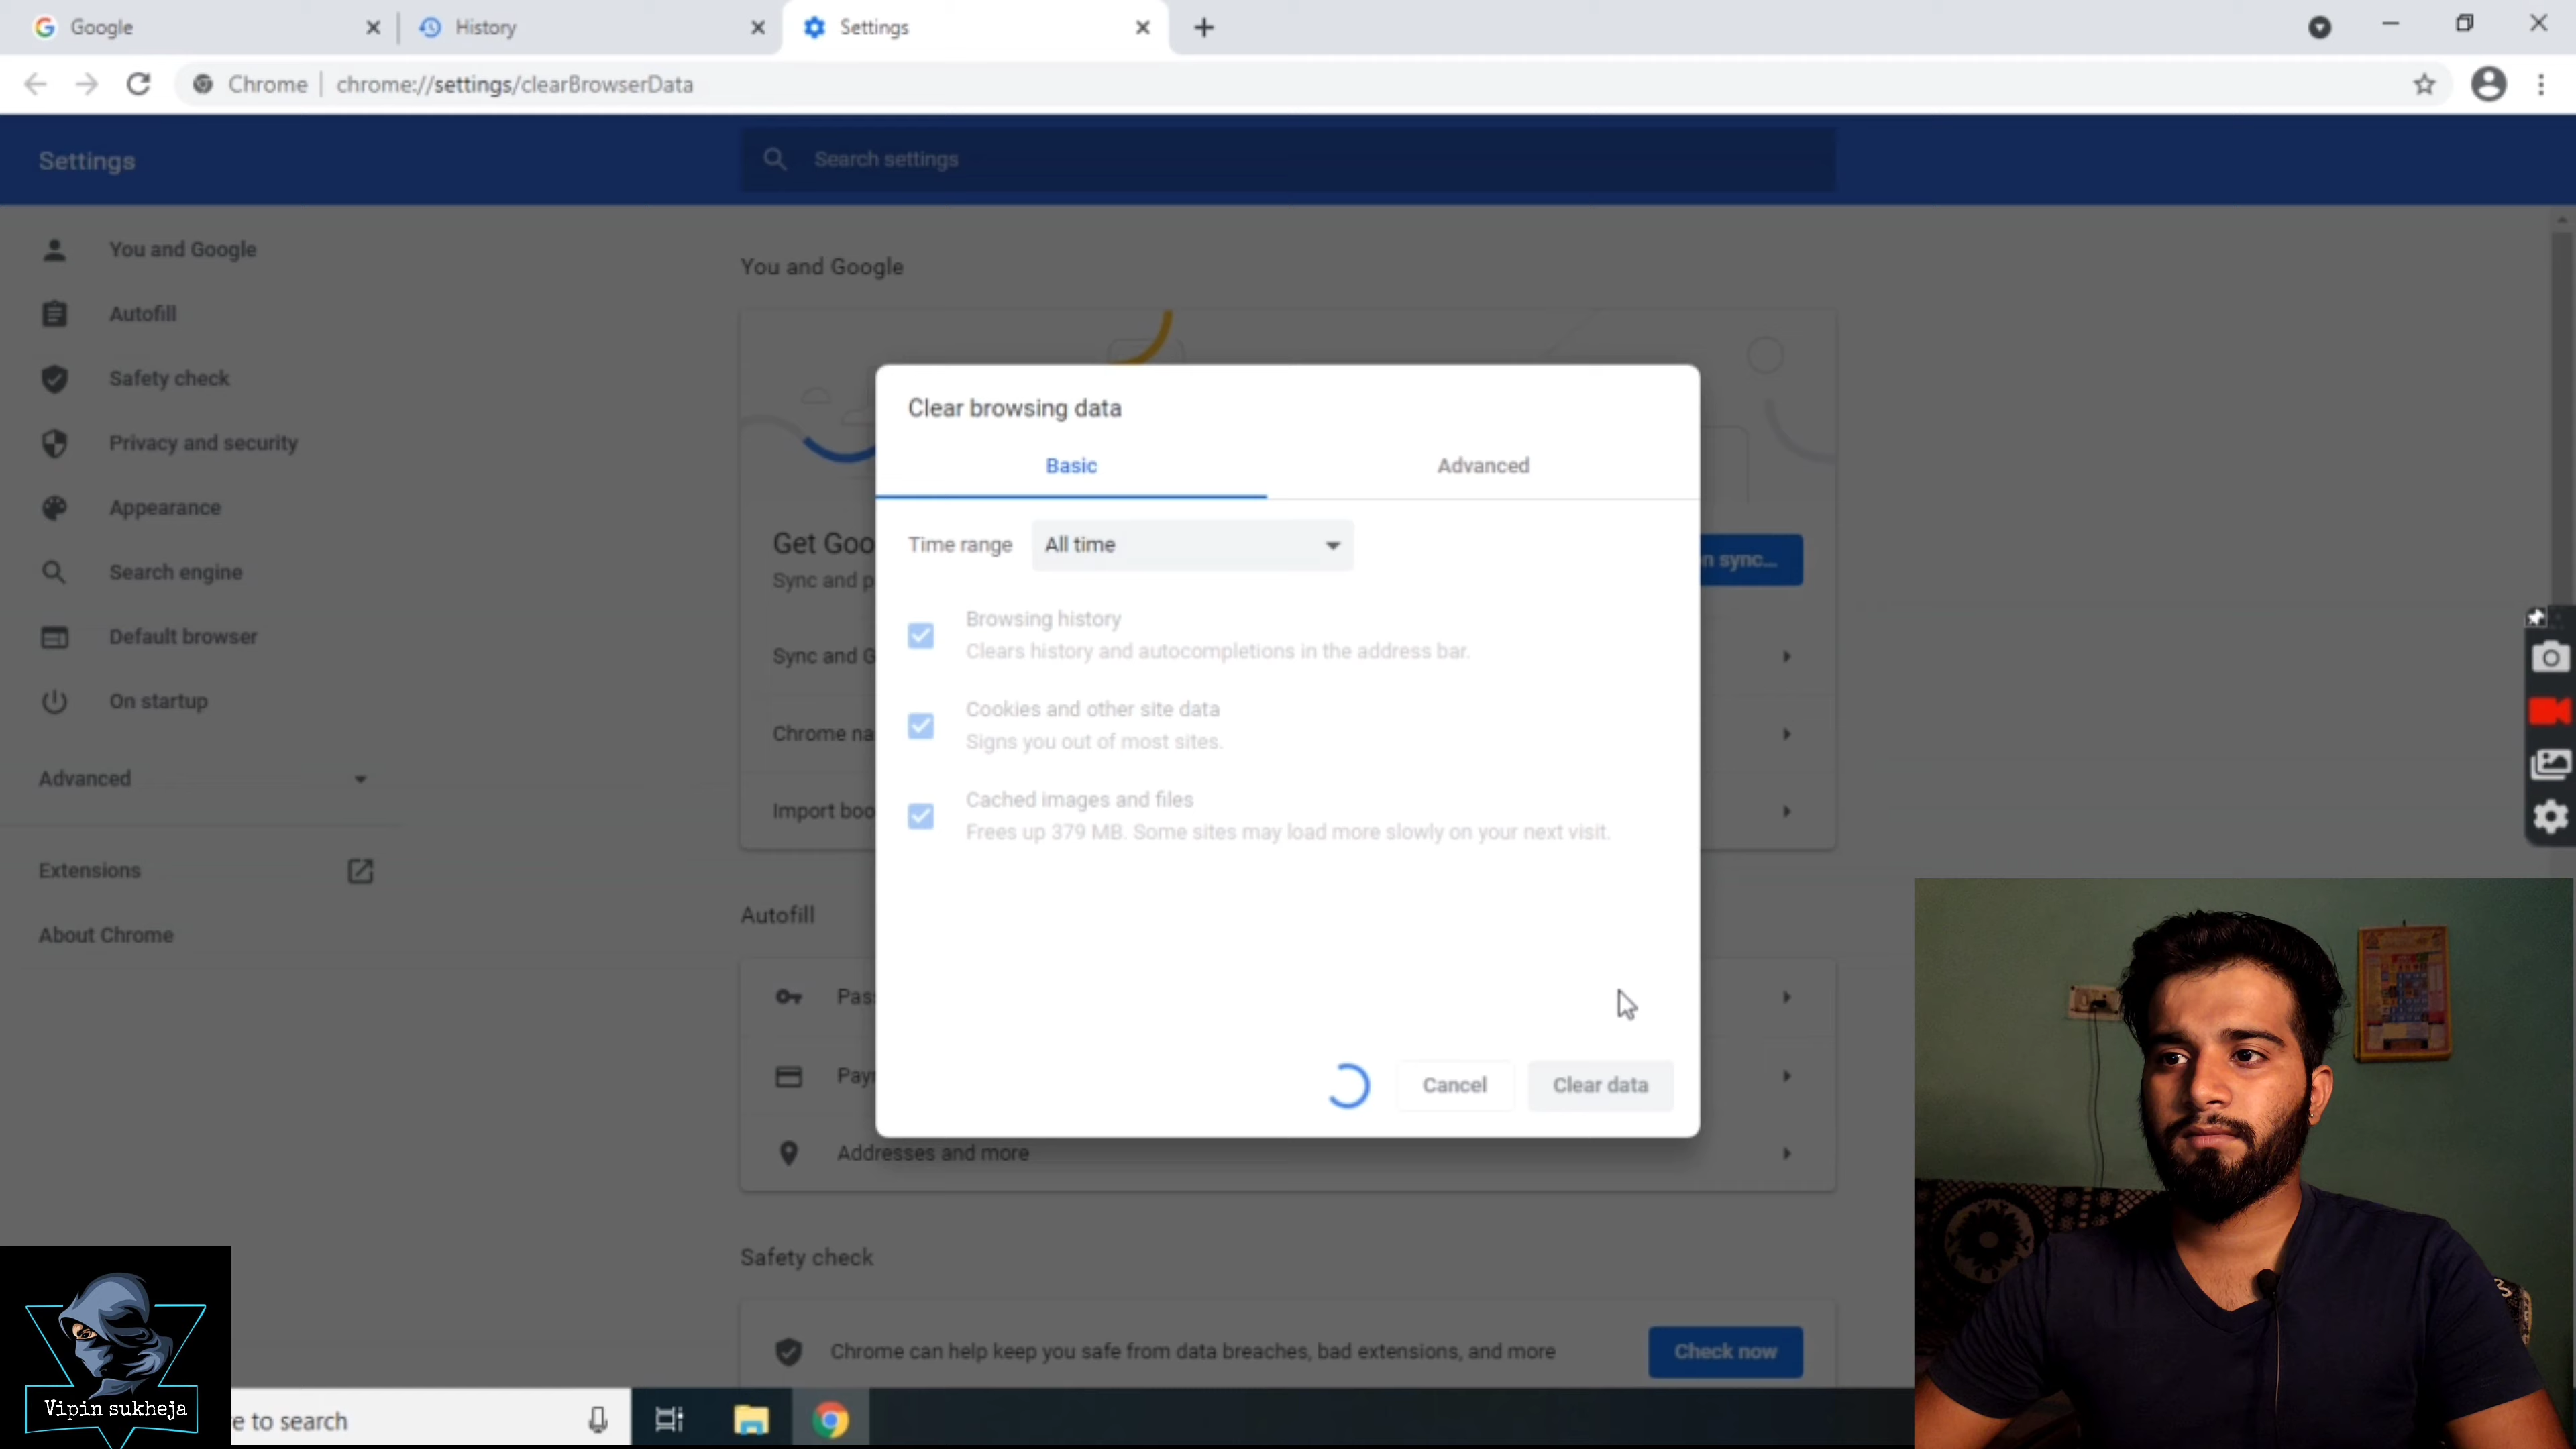 Google
History
Settings
Chrome
chrome://settings/clearBrowserData
Settings
Search settings
You and Google
Autofill
Safety check
Privacy and security
Appearance
Search engine
Default browser
On startup
Advanced
Extensions
About Chrome
You and Google
Get Goo
Sync and p
n sync...
Sync and G
Chrome na
Import boo
Clear browsing data
Basic
Advanced
Time range
All time
Browsing history
Clears history and autocompletions in the address bar.
Cookies and other site data
Signs you out of most sites.
Cached images and files
Frees up 379 MB. Some sites may load more slowly on your next visit.
Cancel
Clear data
Autofill
Pas
Payr
Addresses and more
Safety check
Chrome can help keep you safe from data breaches, bad extensions, and more
Check now
Vipin sukheja
e to search